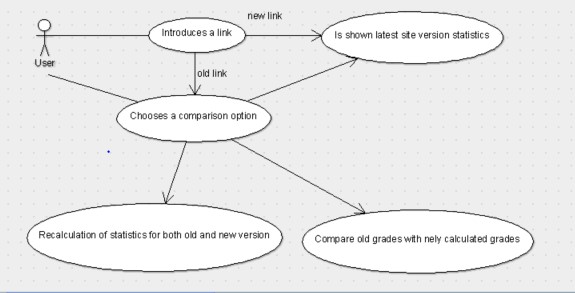 new link
Introduces a link
Is shown latest site version statistics
User
old link
Chooses a comparison option
Recalculation of statistics for both old and new version
Compare old grades with nely calculated grades